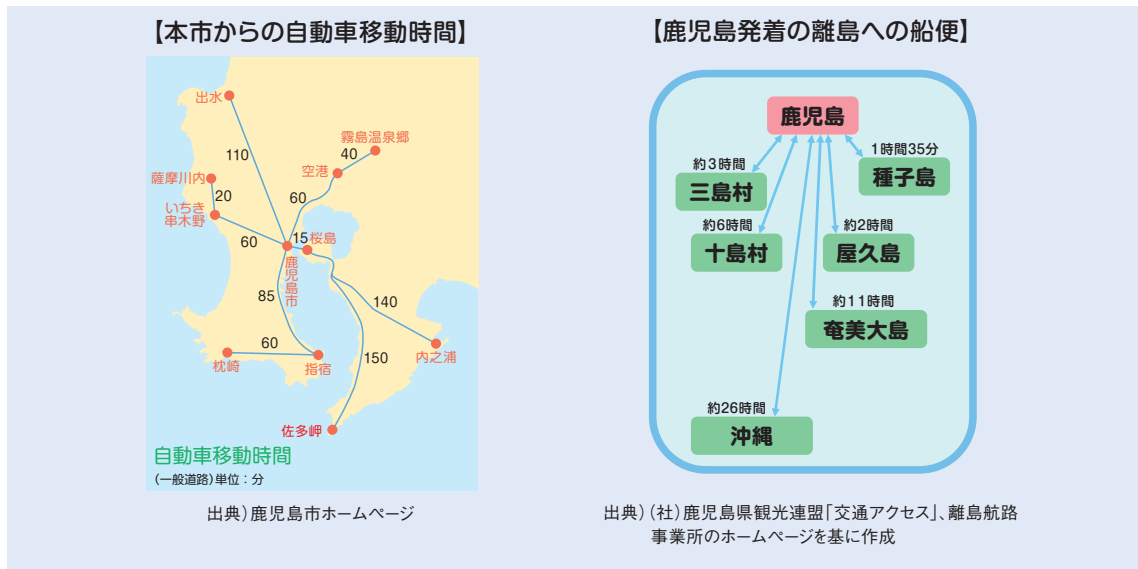 【本市からの自動車移動時間】
出水
霧島温泉郷
40
110
空港
薩摩川内
20
60
いちき
串木野
15
桜島
60
鹿児島市
85
140
60
150
枕崎
指宿
内之浦
佐多岬
自動車移動時間
(一般道路)単位:分
出典)鹿児島市ホームページ
【鹿児島発着の離島への船便】
鹿児島
1時間35分
種子島
約3時間
三島村
約6時間
十島村
約2時間
屋久島
約11時間
奄美大島
約26時間
沖縄
出典)(社)鹿児島県観光連盟「交通アクセス」、離島航路
事業所のホームページを基に作成